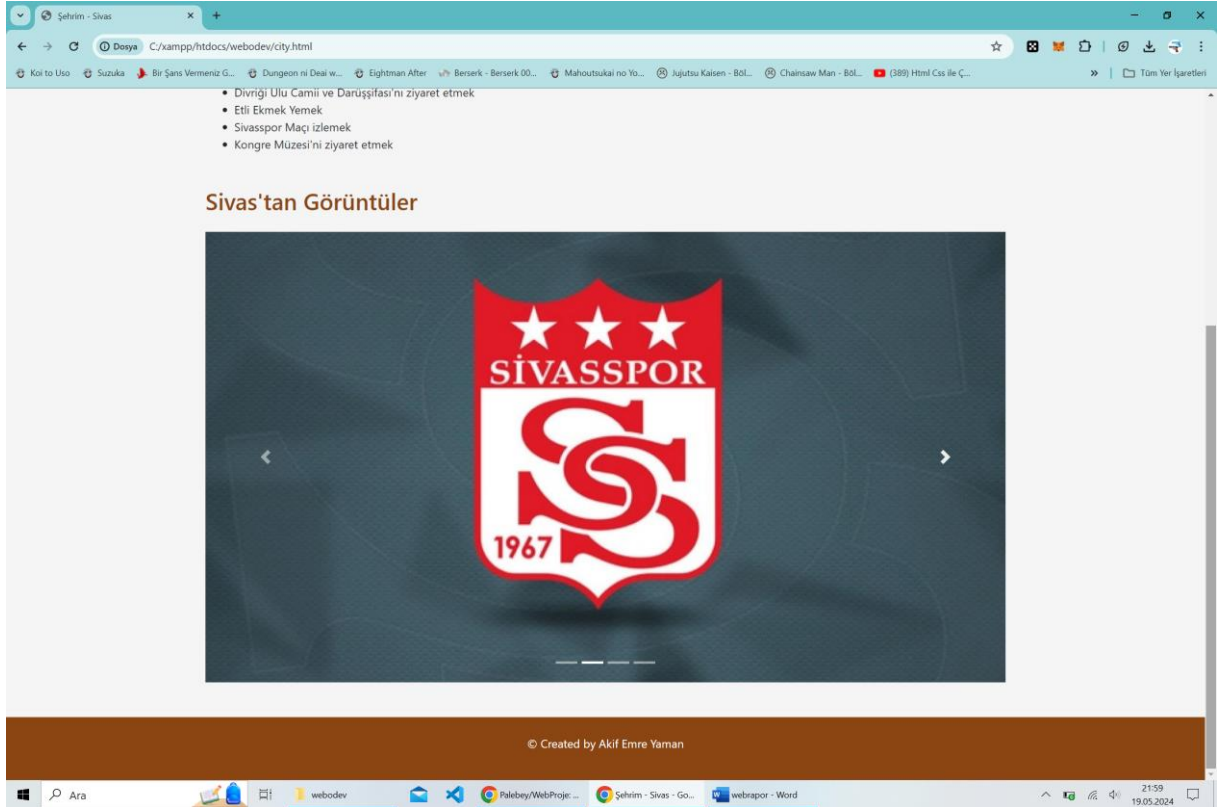 Şehrim - Sivas
Dosya C:/xampp/htdocs/webodev/city.html
Koi to Uso Suzuka Bir Şans Vermeniz G... Dungeon ni Deai w... Eightman After Berserk - Berserk 00... Mahoutsukai no Yo... Jujutsu Kaisen - Böl... Chainsaw Man - Böl... (389) Html Css ile Ç... » Tüm Yer İşaretleri
• Divriği Ulu Camii ve Darüşşifası'nı ziyaret etmek
• Etli Ekmek Yemek
• Sivasspor Maçı izlemek
• Kongre Müzesi'ni ziyaret etmek
Sivas'tan Görüntüler
SİVASSPOR
SS
1967
© Created by Akif Emre Yaman
Ara webodev Palebey/WebProje: ... Şehrim - Sivas - Go... webrapor - Word 21:59
19.05.2024